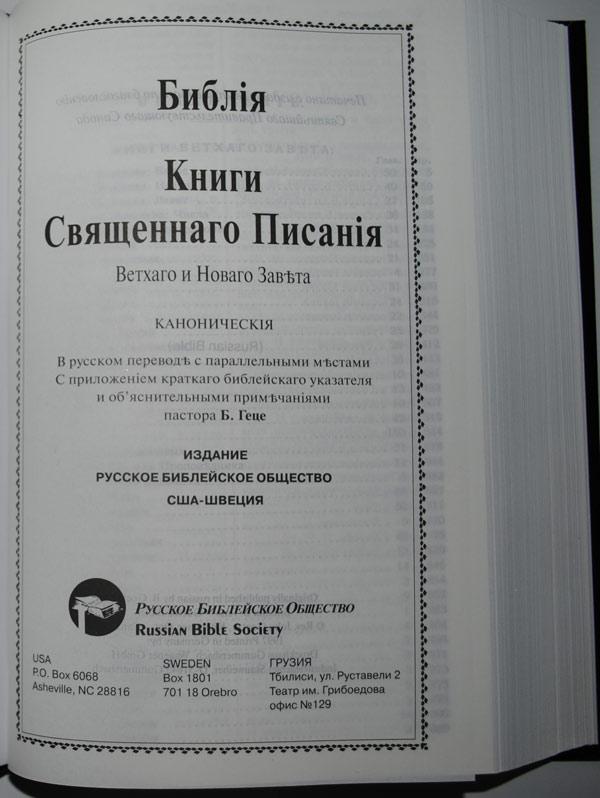 Библія
Книги
Священнаго Писанія
Ветхаго и Новаго Завѣта
КАНОНИЧЕСКІЯ
В русском переводѣ с параллельными мѣстами
С приложеніем краткаго библейскаго указателя
и об'яснительными примѣчаніями
пастора Б. Геце
ИЗДАНИЕ
РУССКОЕ БИБЛЕЙСКОЕ ОБЩЕСТВО
США-ШВЕЦИЯ
Русское Библейское Общество
Russian Bible Society
USA
P.O. Box 6068
Asheville, NC 28816
SWEDEN
Box 1801
701 18 Orebro
ГРУЗИЯ
Тбилиси, ул. Руставели 2
Театр им. Грибоедова
офис №129